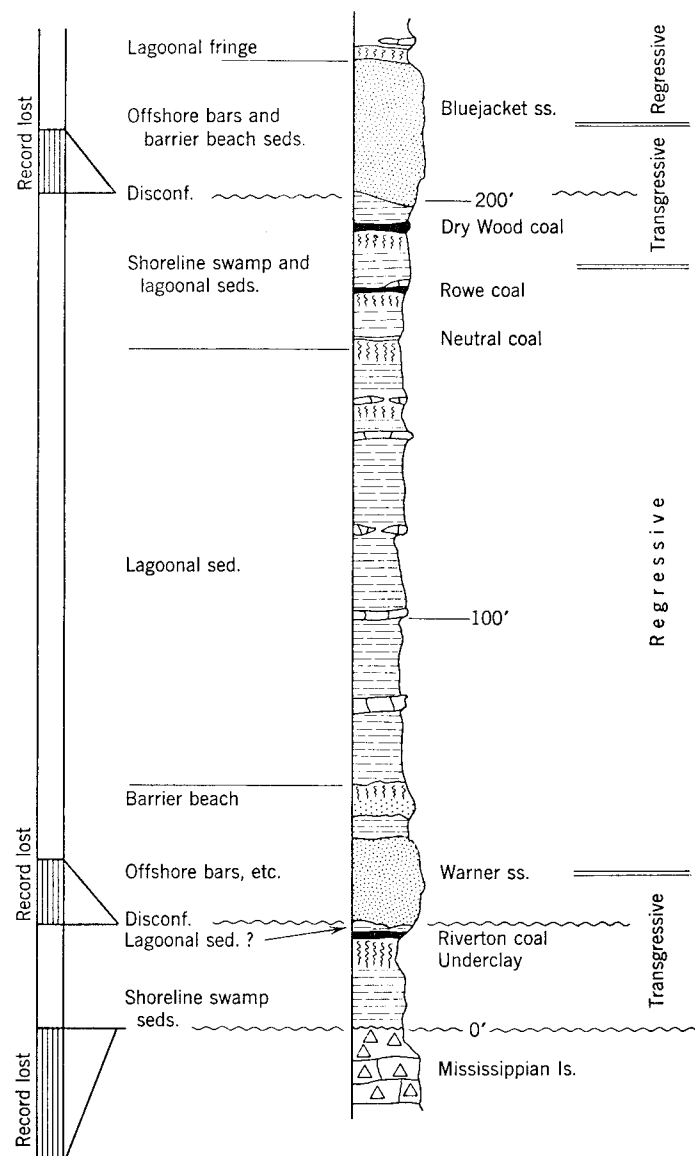 Lagoonal fringe
Record lost
Offshore bars and
barrier beach seds.
Bluejacket ss.
Regressive
Disconf.
200′
Transgressive
Dry Wood coal
Shoreline swamp and
lagoonal seds.
Rowe coal
Neutral coal
Lagoonal sed.
Regressive
100′
Barrier beach
Record lost
Offshore bars, etc.
Warner ss.
Disconf.
Lagoonal sed. ?
Riverton coal
Underclay
Transgressive
Shoreline swamp
seds.
0′
Record lost
Mississippian ls.